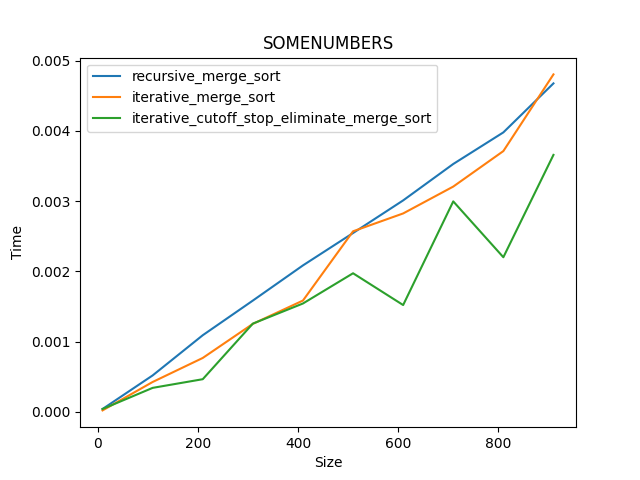 SOMENUMBERS
recursive_merge_sort
iterative_merge_sort
iterative_cutoff_stop_eliminate_merge_sort
Time
0.005
0.004
0.003
0.002
0.001
0.000
0 200 400 600 800
Size